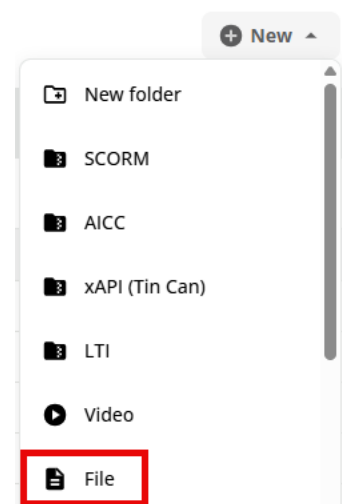 New
New folder
SCORM
AICC
xAPI (Tin Can)
LTI
Video
File